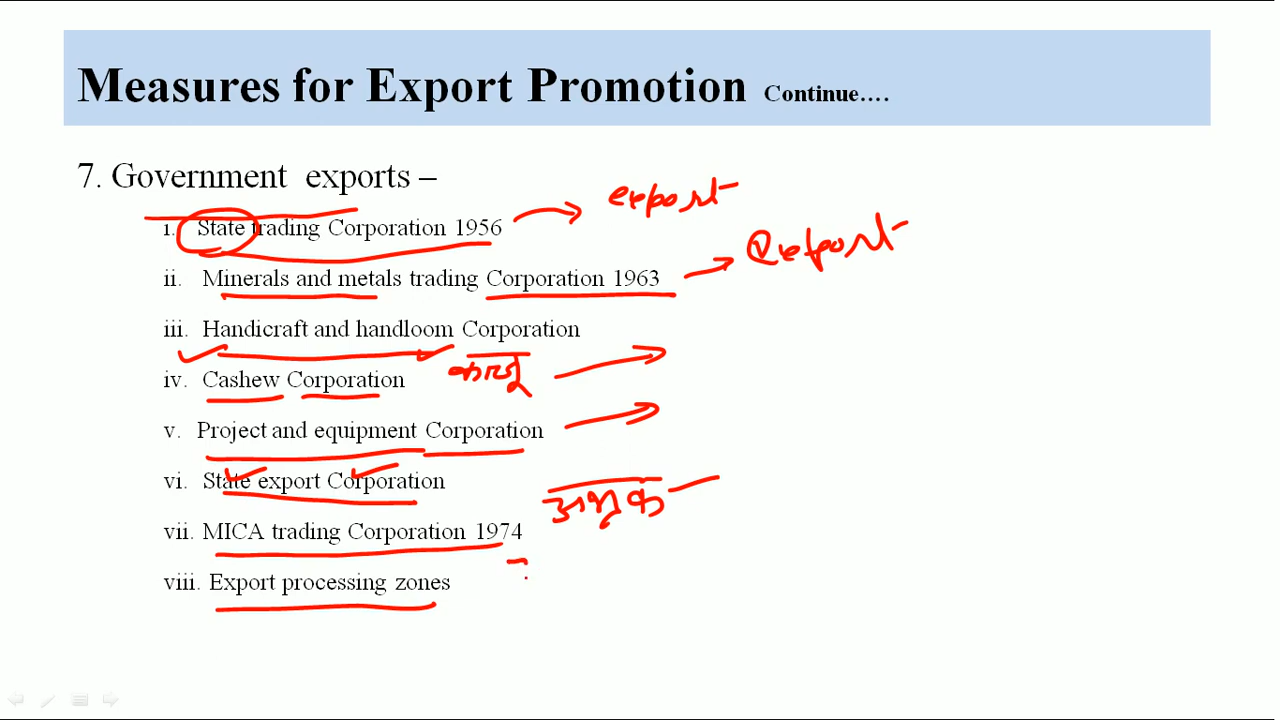 Measures for Export Promotion Continue....
7. Government exports –
export
i. State trading Corporation 1956
Export
ii. Minerals and metals trading Corporation 1963
iii. Handicraft and handloom Corporation
iv. Cashew Corporation काजू
v. Project and equipment Corporation
vi. State export Corporation
अभ्रक
vii. MICA trading Corporation 1974
viii. Export processing zones